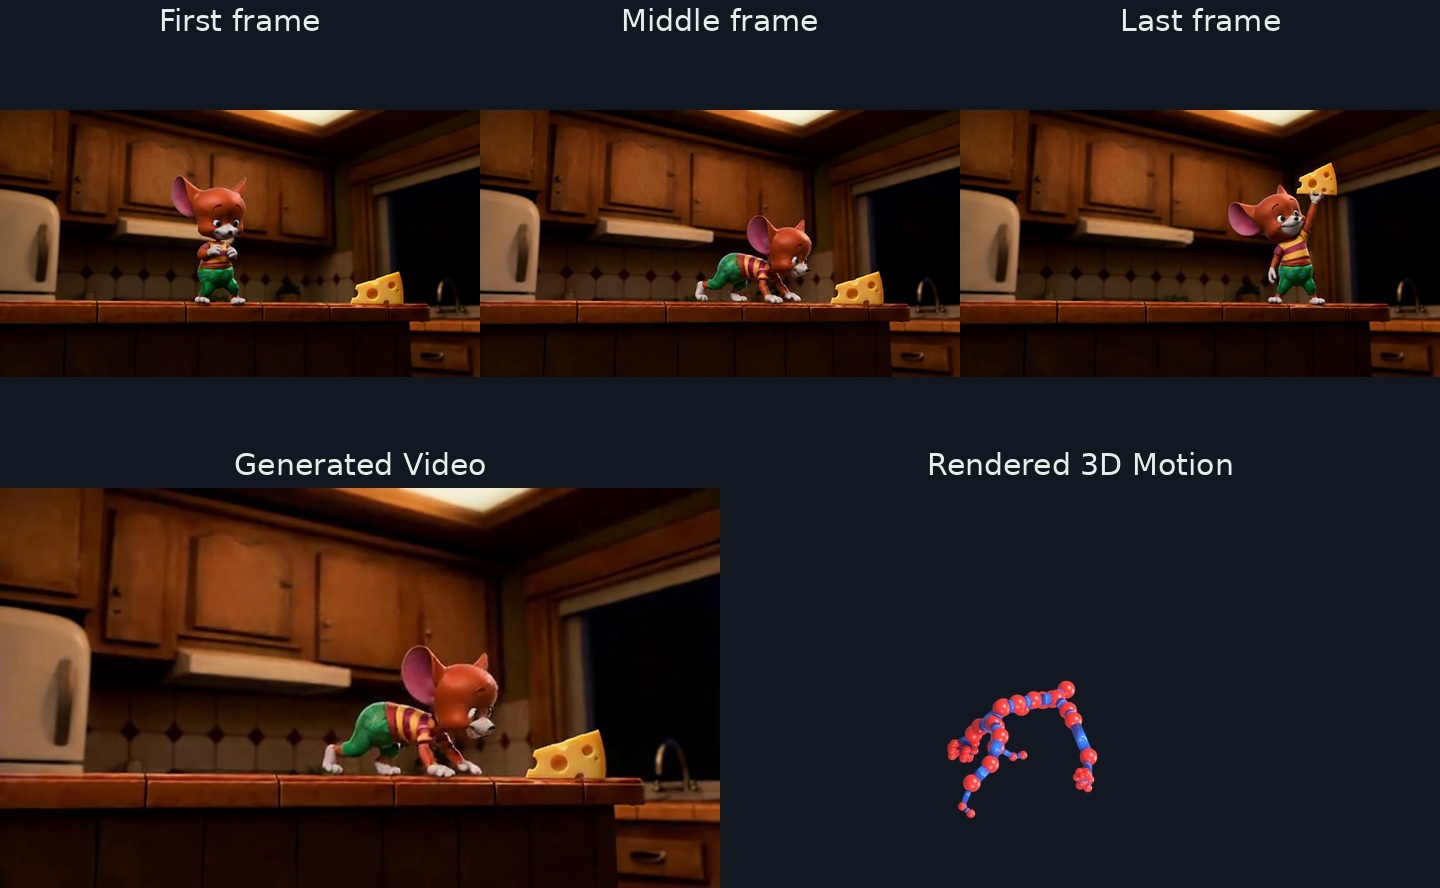 First frame
Middle frame
Last frame
Generated Video
Rendered 3D Motion